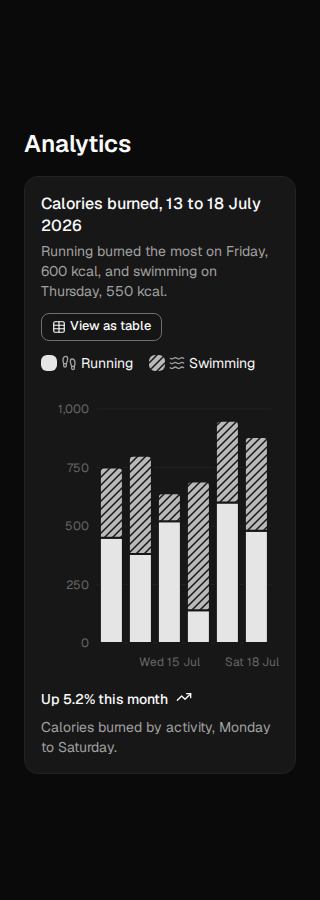 Analytics
Calories burned, 13 to 18 July
2026
Running burned the most on Friday,
600 kcal, and swimming on
Thursday, 550 kcal.
View as table
Running Swimming
1,000
750
500
250
0
Wed 15 Jul Sat 18 Jul
Up 5.2% this month
Calories burned by activity, Monday
to Saturday.